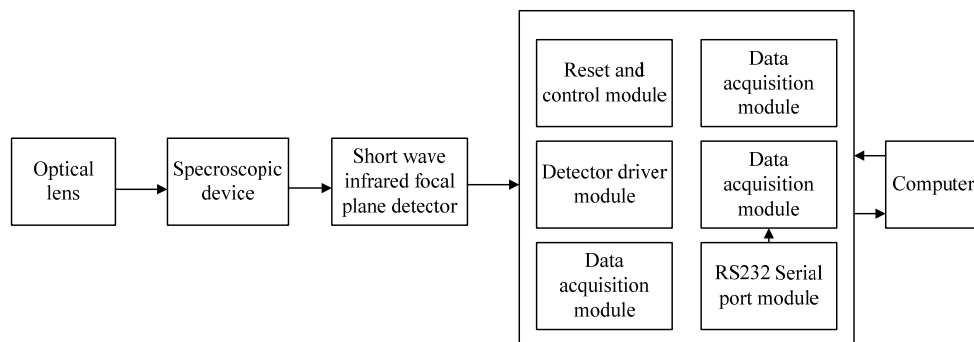 Optical
lens
Specroscopic
device
Short wave
infrared focal
plane detector
Reset and
control module
Data
acquisition
module
Detector driver
module
Data
acquisition
module
Data
acquisition
module
RS232 Serial
port module
Computer